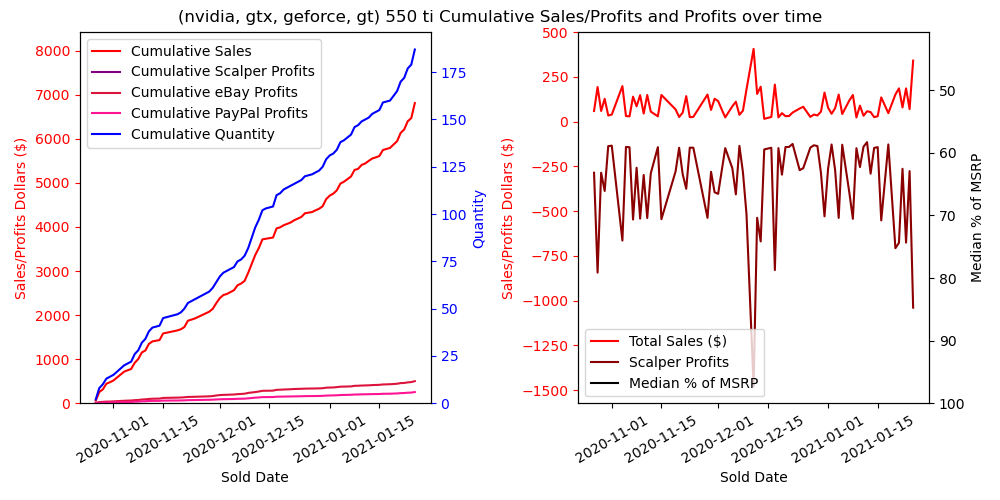 (nvidia, gtx, geforce, gt) 550 ti Cumulative Sales/Profits and Profits over time
Sales/Profits Dollars ($)
8000
7000
6000
5000
4000
3000
2000
1000
0
Cumulative Sales
Cumulative Scalper Profits
Cumulative eBay Profits
Cumulative PayPal Profits
Cumulative Quantity
175
150
125
100
75
50
25
0
Quantity
2020-11-01
2020-11-15
2020-12-01
2020-12-15
2021-01-01
2021-01-15
Sold Date
Sales/Profits Dollars ($)
500
250
0
−250
−500
−750
−1000
−1250
−1500
Total Sales ($)
Scalper Profits
Median % of MSRP
50
60
70
80
90
100
Median % of MSRP
2020-11-01
2020-11-15
2020-12-01
2020-12-15
2021-01-01
2021-01-15
Sold Date